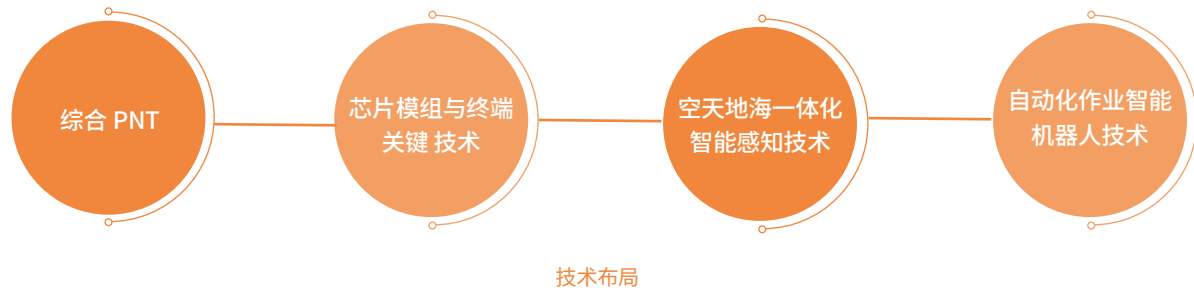 综合 PNT
芯片模组与终端
关键 技术
空天地海一体化
智能感知技术
自动化作业智能
机器人技术
技术布局